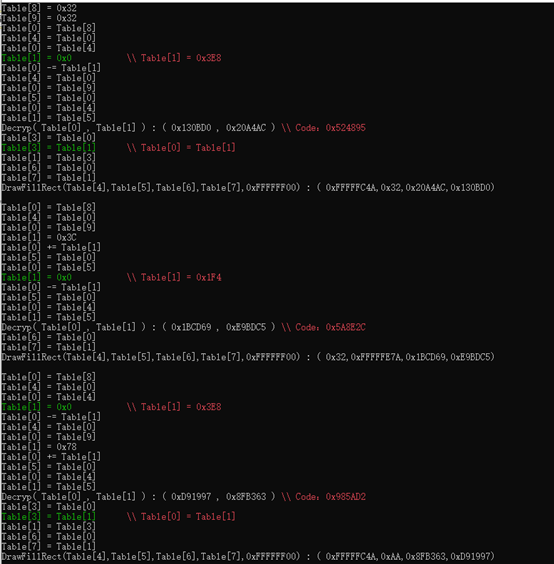 Table[8] = 0x32
Table[9] = 0x32
Table[0] = Table[8]
Table[4] = Table[0]
Table[0] = Table[4]
Table[1] = 0x0 \\ Table[1] = 0x3E8
Table[0] -= Table[1]
Table[4] = Table[0]
Table[0] = Table[9]
Table[5] = Table[0]
Table[0] = Table[4]
Table[1] = Table[5]
Decryp( Table[0] , Table[1] ) : ( 0x130BD0 , 0x20A4AC ) \\ Code：0x524895
Table[3] = Table[0]
Table[3] = Table[1] \\ Table[0] = Table[1]
Table[1] = Table[3]
Table[6] = Table[0]
Table[7] = Table[1]
DrawFillRect(Table[4],Table[5],Table[6],Table[7],0xFFFFFF00) : ( 0xFFFFFC4A,0x32,0x20A4AC,0x130BD0)
Table[0] = Table[8]
Table[4] = Table[0]
Table[0] = Table[9]
Table[1] = 0x3C
Table[0] += Table[1]
Table[5] = Table[0]
Table[0] = Table[5]
Table[1] = 0x0 \\ Table[1] = 0x1F4
Table[0] -= Table[1]
Table[5] = Table[0]
Table[0] = Table[4]
Table[1] = Table[5]
Decryp( Table[0] , Table[1] ) : ( 0x1BCD69 , 0xE9BDC5 ) \\ Code：0x5A8E2C
Table[6] = Table[0]
Table[7] = Table[1]
DrawFillRect(Table[4],Table[5],Table[6],Table[7],0xFFFFFF00) : ( 0x32,0xFFFFFE7A,0x1BCD69,0xE9BDC5)
Table[0] = Table[8]
Table[4] = Table[0]
Table[0] = Table[4]
Table[1] = 0x0 \\ Table[1] = 0x3E8
Table[0] -= Table[1]
Table[4] = Table[0]
Table[0] = Table[9]
Table[1] = 0x78
Table[0] += Table[1]
Table[5] = Table[0]
Table[0] = Table[4]
Table[1] = Table[5]
Decryp( Table[0] , Table[1] ) : ( 0xD91997 , 0x8FB363 ) \\ Code：0x985AD2
Table[3] = Table[0]
Table[3] = Table[1] \\ Table[0] = Table[1]
Table[1] = Table[3]
Table[6] = Table[0]
Table[7] = Table[1]
DrawFillRect(Table[4],Table[5],Table[6],Table[7],0xFFFFFF00) : ( 0xFFFFFC4A,0xAA,0x8FB363,0xD91997)